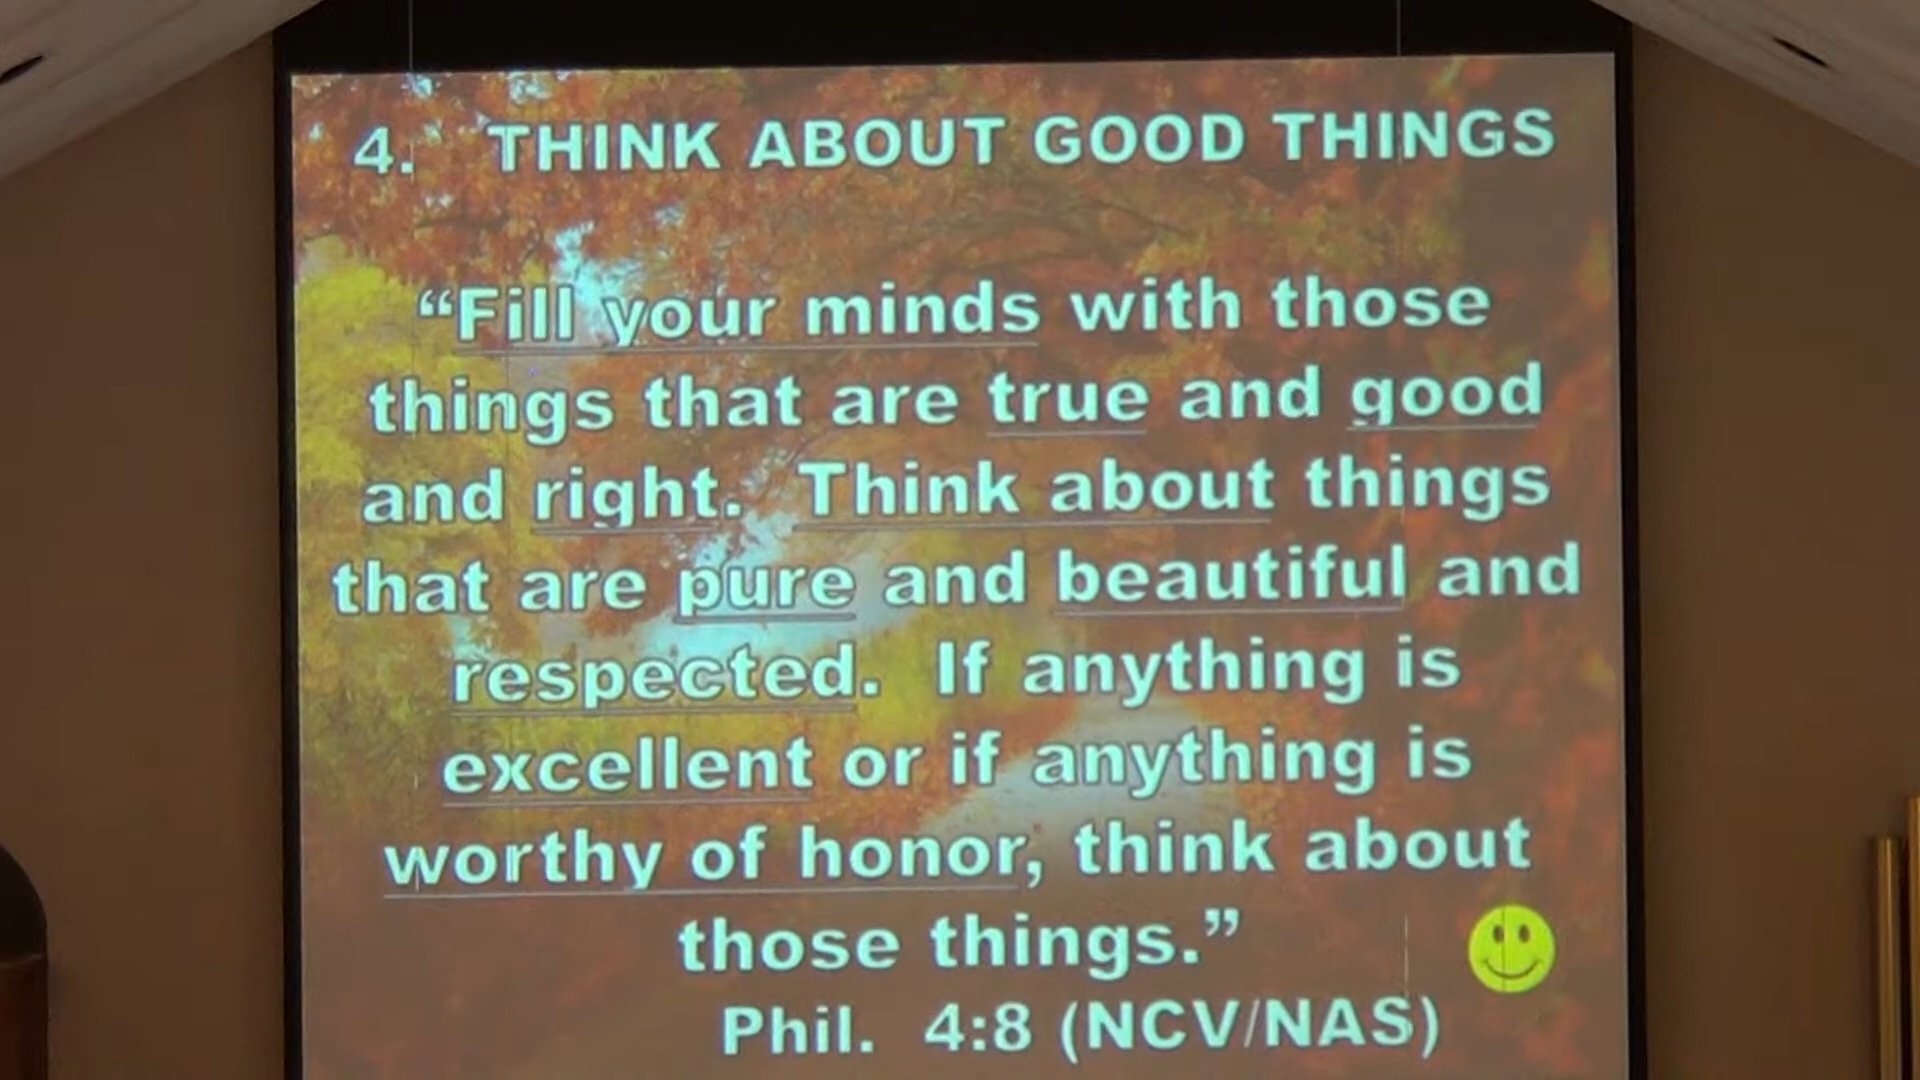 4. THINK ABOUT GOOD THINGS
“Fill your minds with those
things that are true and good
and right. Think about things
that are pure and beautiful and
respected. If anything is
excellent or if anything is
worthy of honor, think about
those things.”
Phil. 4:8 (NCV/NAS)